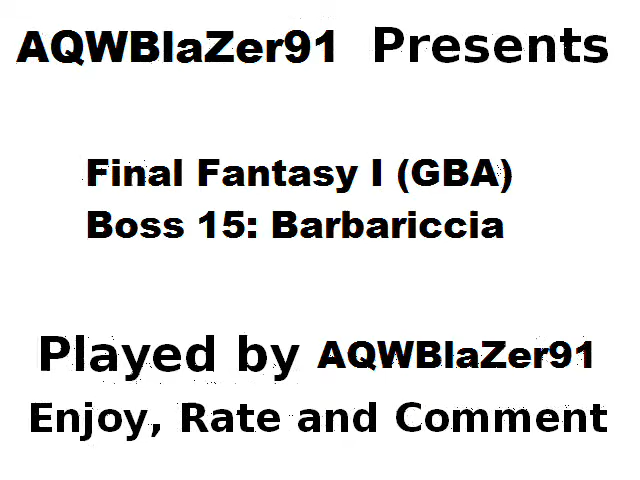 AQWBlaZer91 Presents
Final Fantasy I (GBA)
Boss 15: Barbariccia
Played by AQWBlaZer91
Enjoy, Rate and Comment